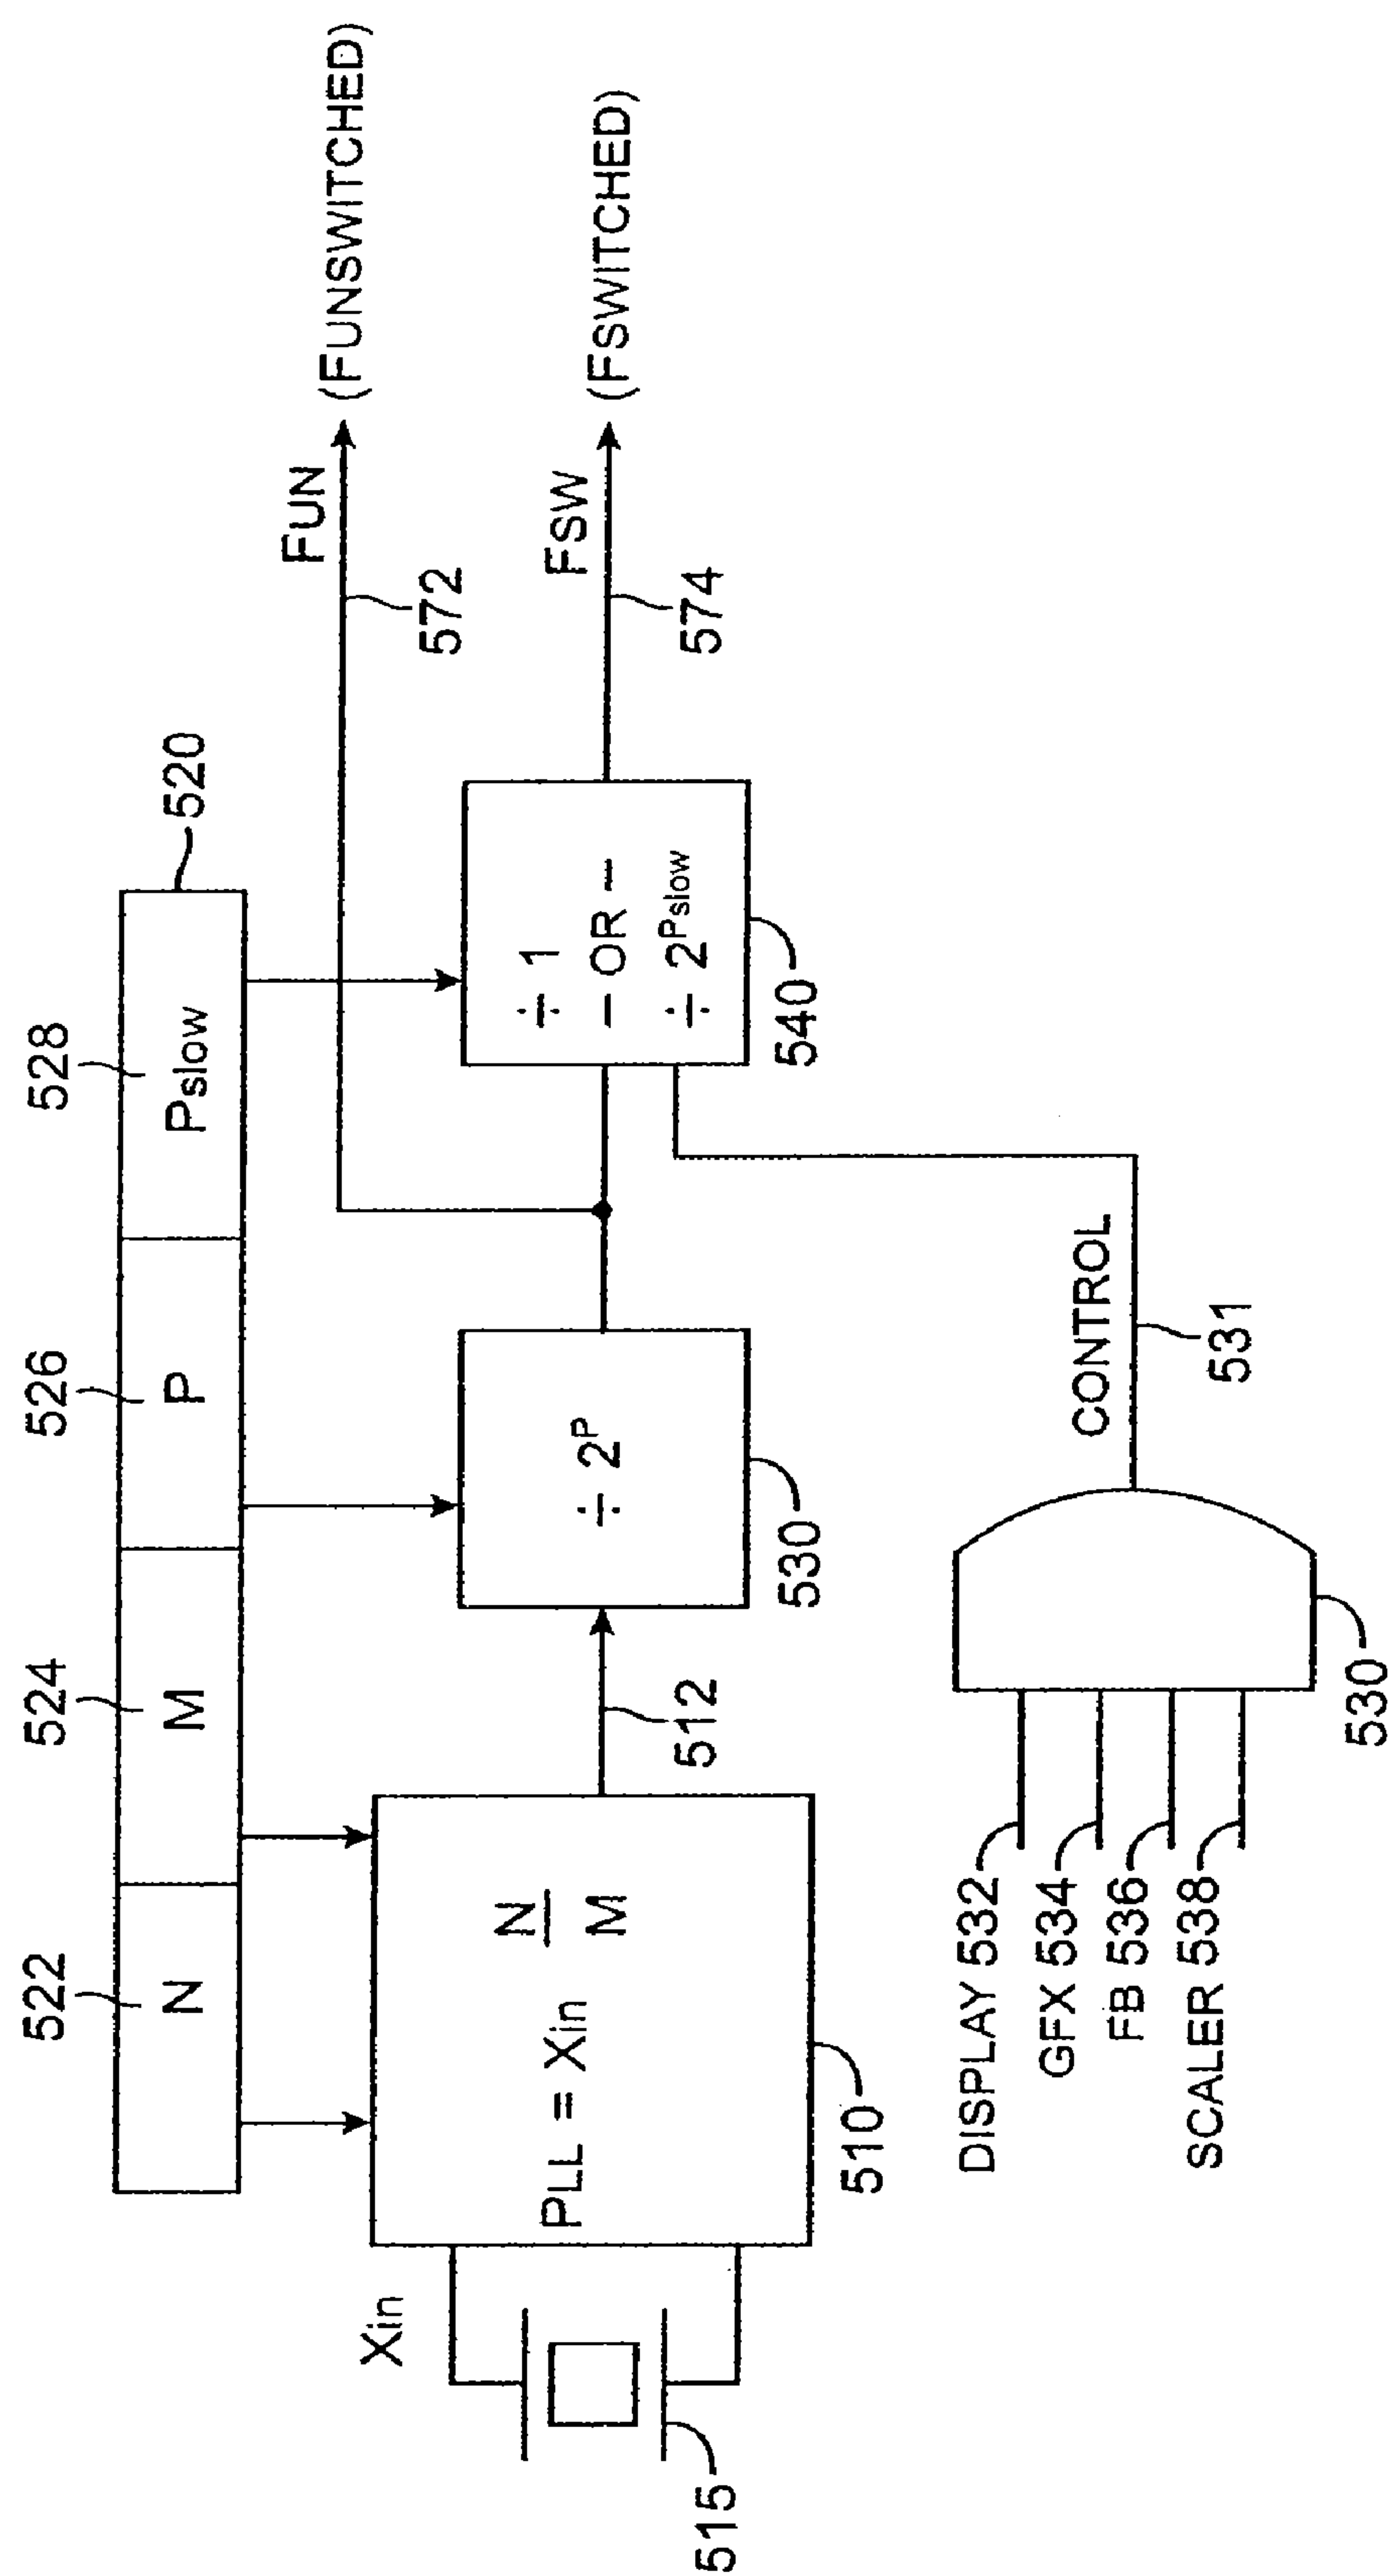 522
524
526
528
520
N
M
P
Pslow
FUN
(FUNSWITCHED)
572
Xin
PLL = Xin N/M
512
÷ 2^P
÷ 1
– OR –
÷ 2^Pslow
FSW
(FSWITCHED)
574
515
510
530
540
DISPLAY 532
GFX 534
FB 536
SCALER 538
CONTROL
531
530